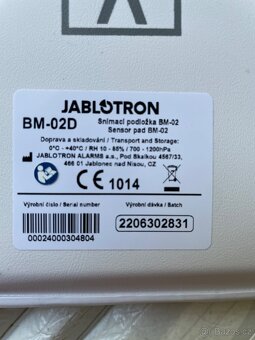 JABLOTRON
BM-02D
Snímací podložka BM-02
Sensor pad BM-02
Doprava a skladování / Transport and Storage:
0°C - +40°C / RH 10 - 85% / 700 - 1200hPa
JABLOTRON ALARMS a.s., Pod Skalkou 4567/33,
466 01 Jablonec nad Nisou, CZ
CE 1014
Výrobní číslo / Serial number
Výrobní dávka / Batch
00024000304804
2206302831